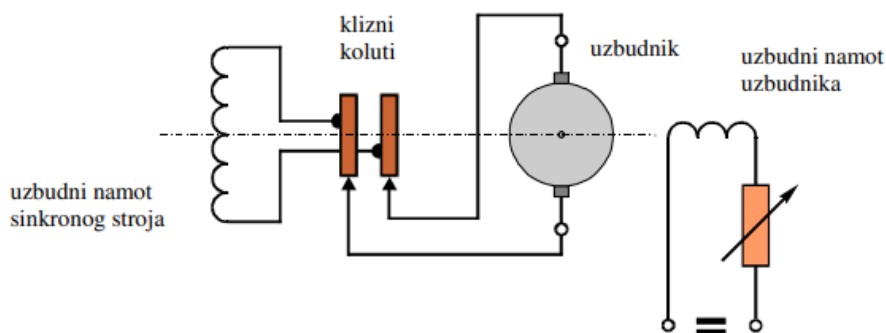 klizni
koluti
uzbudnik
uzbudni namot
uzbudnika
uzbudni namot
sinkronog stroja
=